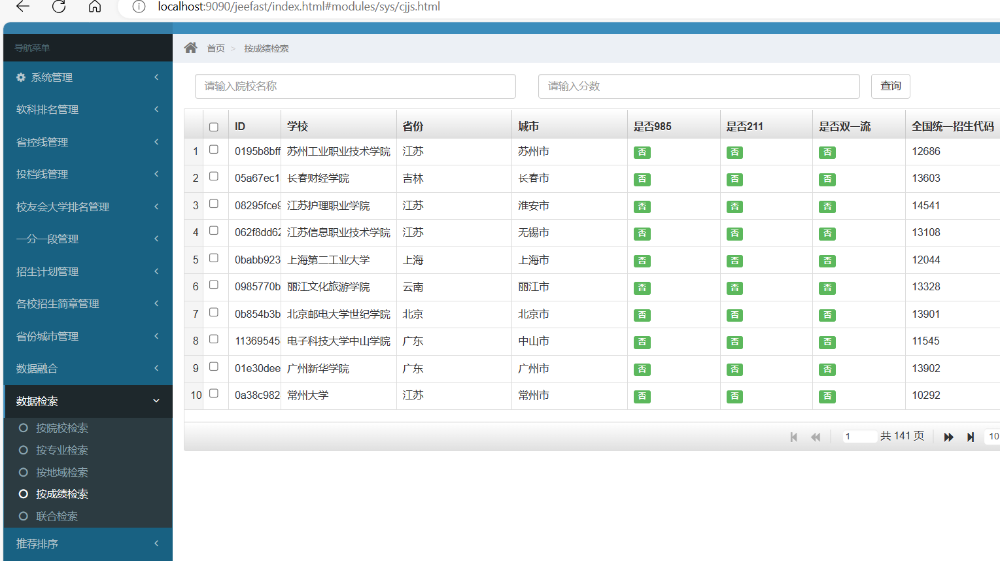 localhost:9090/jeefast/index.html#modules/sys/cjjs.html
导航菜单
首页 > 按成绩检索
系统管理
软科排名管理
省控线管理
投档线管理
校友会大学排名管理
一分一段管理
招生计划管理
各校招生简章管理
省份城市管理
数据融合
数据检索
按院校检索
按专业检索
按地域检索
按成绩检索
联合检索
推荐排序
请输入院校名称 请输入分数 查询
ID 学校 省份 城市 是否985 是否211 是否双一流 全国统一招生代码
1 0195b8bff 苏州工业职业技术学院 江苏 苏州市 否 否 否 12686
2 05a67ec1 长春财经学院 吉林 长春市 否 否 否 13603
3 08295fce9 江苏护理职业学院 江苏 淮安市 否 否 否 14541
4 062f8dd62 江苏信息职业技术学院 江苏 无锡市 否 否 否 13108
5 0babb923 上海第二工业大学 上海 上海市 否 否 否 12044
6 0985770b 丽江文化旅游学院 云南 丽江市 否 否 否 13328
7 0b854b3b 北京邮电大学世纪学院 北京 北京市 否 否 否 13901
8 11369545 电子科技大学中山学院 广东 中山市 否 否 否 11545
9 01e30dee 广州新华学院 广东 广州市 否 否 否 13902
10 0a38c982 常州大学 江苏 常州市 否 否 否 10292
1 共 141 页 10